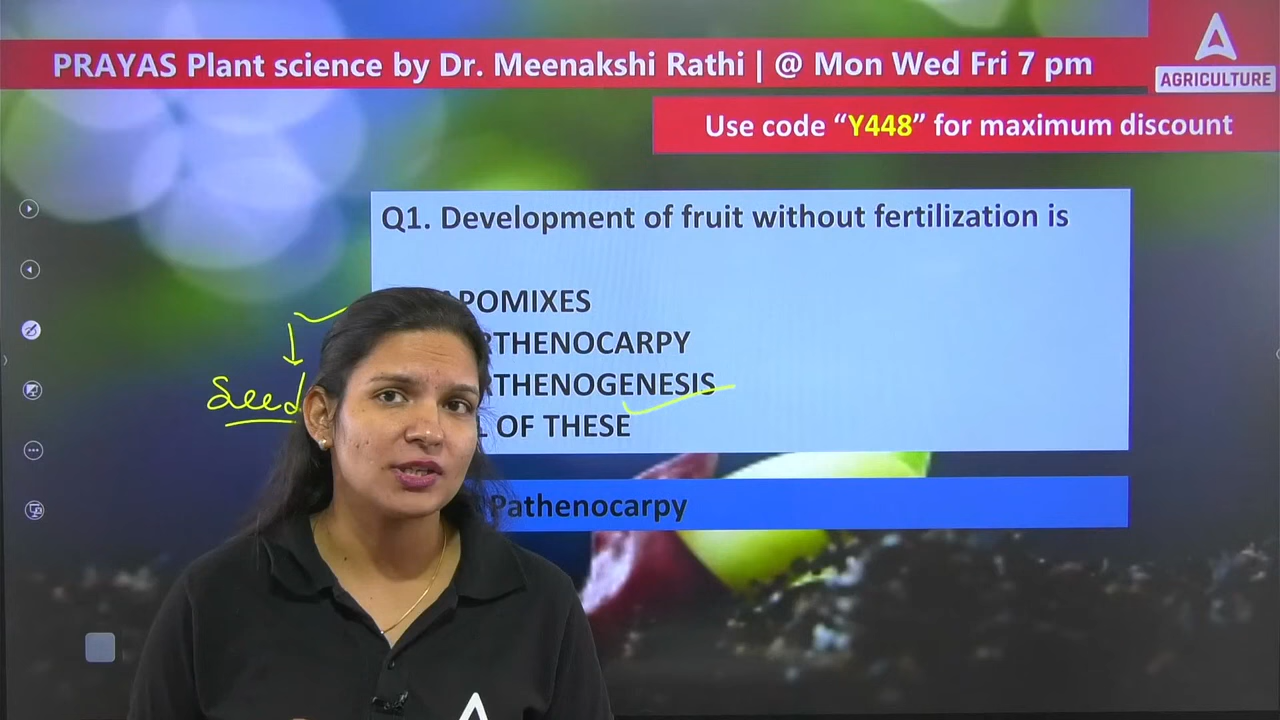 PRAYAS Plant science by Dr. Meenakshi Rathi | @ Mon Wed Fri 7 pm
AGRICULTURE
Use code “Y448” for maximum discount
Q1. Development of fruit without fertilization is
APOMIXES
RTHENOCARPY
RTHENOGENESIS
Seed
L OF THESE
Pathenocarpy